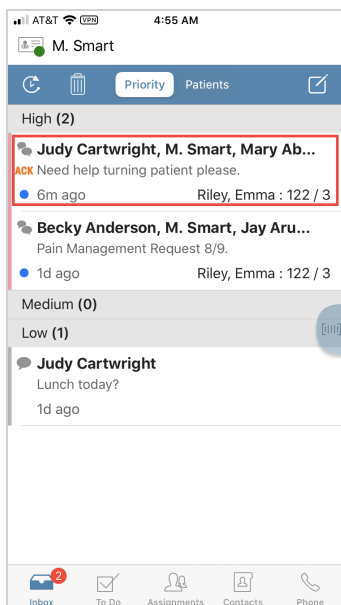 AT&T VPN 4:55 AM
M. Smart
Priority Patients
High (2)
Judy Cartwright, M. Smart, Mary Ab...
ACK Need help turning patient please.
6m ago Riley, Emma : 122 / 3
Becky Anderson, M. Smart, Jay Aru...
Pain Management Request 8/9.
1d ago Riley, Emma : 122 / 3
Medium (0)
Low (1)
Judy Cartwright
Lunch today?
1d ago
2
Inbox To Do Assignments Contacts Phone